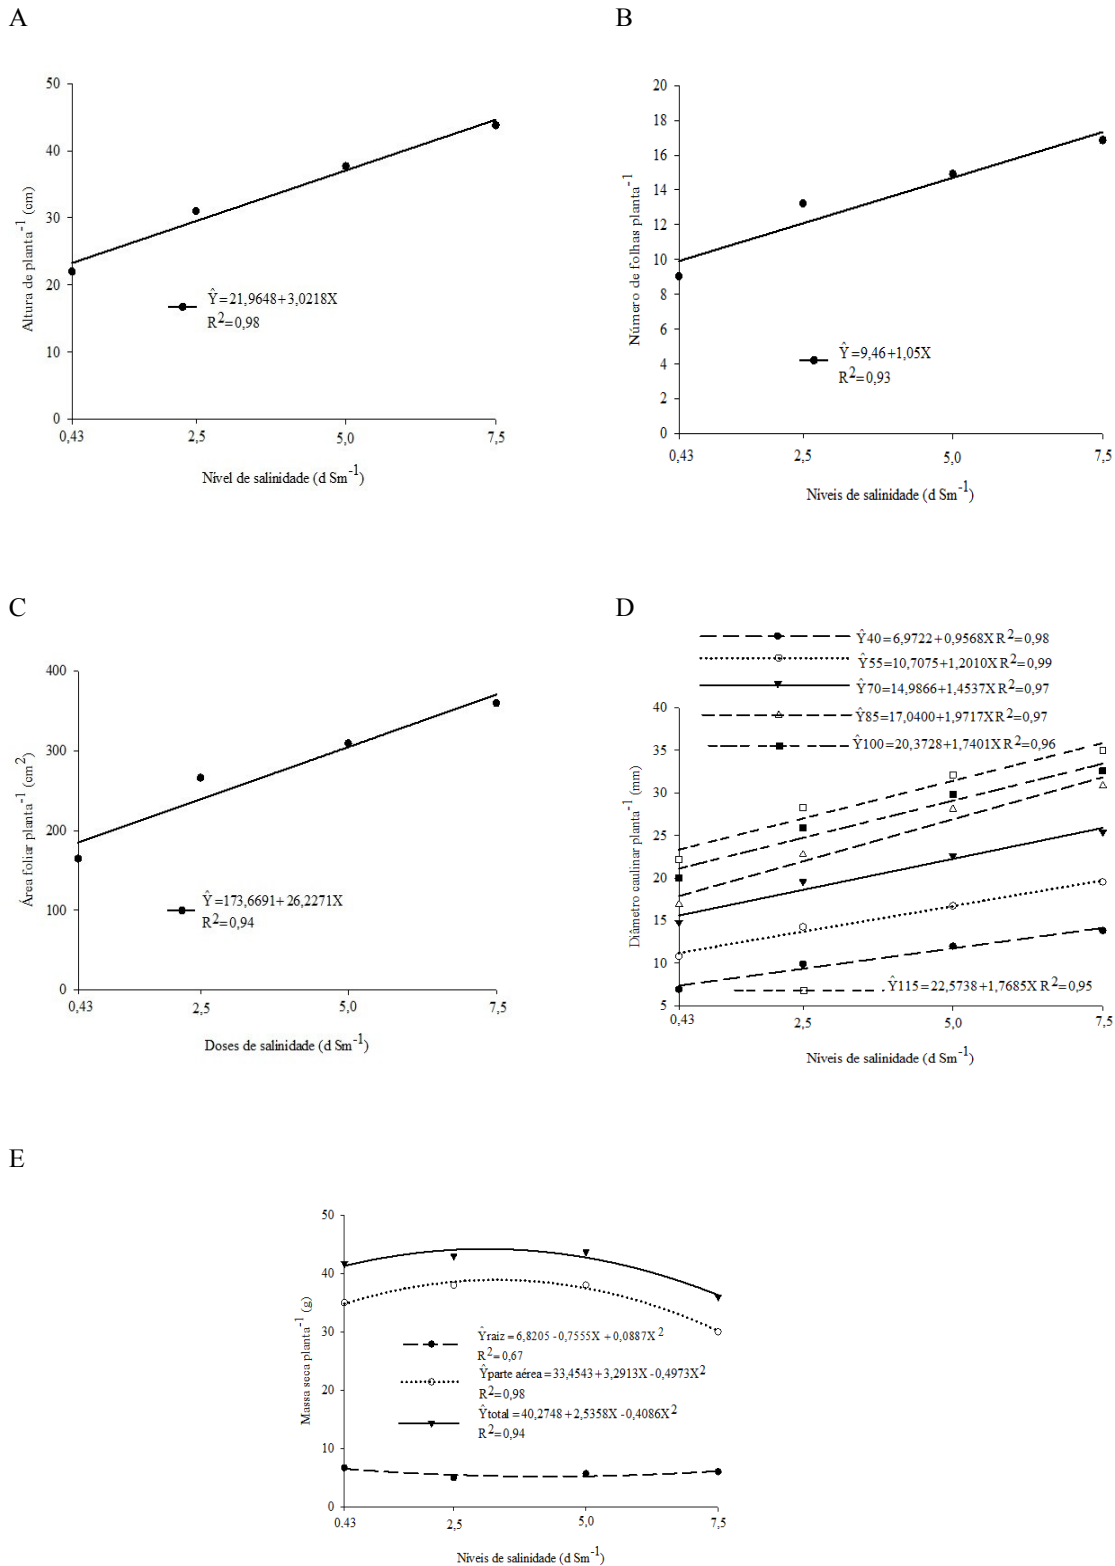 A
50
40
30
20
10
0
0,43
2,5
5,0
7,5
Altura de planta-1 (cm)
Ŷ=21,9648+3,0218X
R2=0,98
Nível de salinidade (d Sm-1)
B
20
18
16
14
12
10
8
6
4
2
0
0,43
2,5
5,0
7,5
Número de folhas planta-1
Ŷ=9,46+1,05X
R2=0,93
Níveis de salinidade (d Sm-1)
C
400
300
200
100
0
0,43
2,5
5,0
7,5
Área foliar planta-1 (cm2)
Ŷ=173,6691+26,2271X
R2=0,94
Doses de salinidade (d Sm-1)
D
Ŷ40=6,9722+0,9568X R2=0,98
Ŷ55=10,7075+1,2010X R2=0,99
Ŷ70=14,9866+1,4537X R2=0,97
Ŷ85=17,0400+1,9717X R2=0,97
Ŷ100=20,3728+1,7401X R2=0,96
40
35
30
25
20
15
10
5
0,43
2,5
5,0
7,5
Diâmetro caulinar planta-1 (mm)
Ŷ115=22,5738+1,7685X R2=0,95
Níveis de salinidade (d Sm-1)
E
50
40
30
20
10
0
0,43
2,5
5,0
7,5
Massa seca planta-1 (g)
Ŷraiz = 6,8205 - 0,7555X + 0,0887X2
R2=0,67
Ŷparte aérea = 33,4543 + 3,2913X - 0,4973X2
R2=0,98
Ŷtotal = 40,2748 + 2,5358X - 0,4086X2
R2=0,94
Níveis de salinidade (d Sm-1)